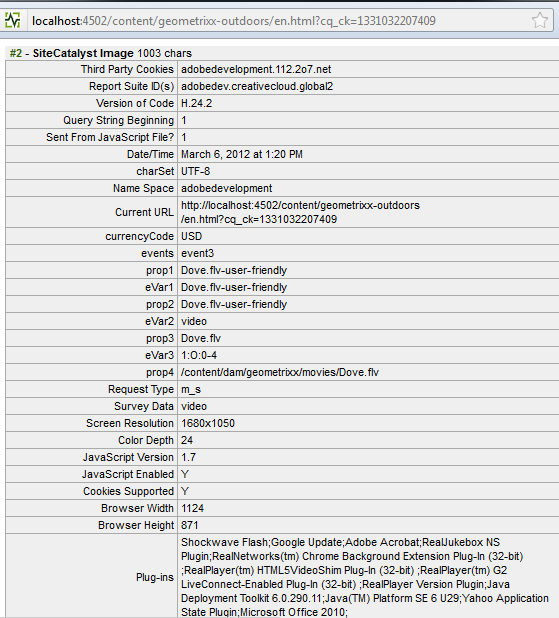 localhost:4502/content/geometrixx-outdoors/en.html?cq_ck=1331032207409
#2 - SiteCatalyst Image 1003 chars
Third Party Cookies adobedevelopment.112.2o7.net
Report Suite ID(s) adobedev.creativecloud.global2
Version of Code H.24.2
Query String Beginning 1
Sent From JavaScript File? 1
Date/Time March 6, 2012 at 1:20 PM
charSet UTF-8
Name Space adobedevelopment
Current URL http://localhost:4502/content/geometrixx-outdoors
/en.html?cq_ck=1331032207409
currencyCode USD
events event3
prop1 Dove.flv-user-friendly
eVar1 Dove.flv-user-friendly
prop2 Dove.flv-user-friendly
eVar2 video
prop3 Dove.flv
eVar3 1:O:0-4
prop4 /content/dam/geometrixx/movies/Dove.flv
Request Type m_s
Survey Data video
Screen Resolution 1680x1050
Color Depth 24
JavaScript Version 1.7
JavaScript Enabled Y
Cookies Supported Y
Browser Width 1124
Browser Height 871
Plug-ins Shockwave Flash;Google Update;Adobe Acrobat;RealJukebox NS
Plugin;RealNetworks(tm) Chrome Background Extension Plug-In (32-bit)
;RealPlayer(tm) HTML5VideoShim Plug-In (32-bit) ;RealPlayer(tm) G2
LiveConnect-Enabled Plug-In (32-bit) ;RealPlayer Version Plugin;Java
Deployment Toolkit 6.0.290.11;Java(TM) Platform SE 6 U29;Yahoo Application
State Plugin;Microsoft Office 2010;